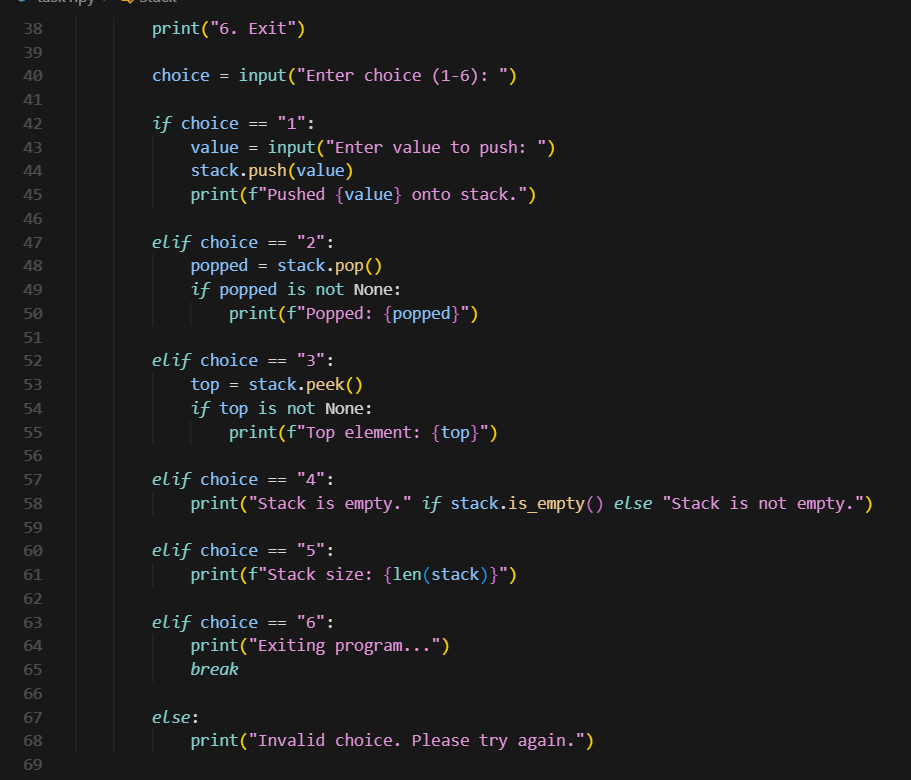 38 print("6. Exit")
39
40 choice = input("Enter choice (1-6): ")
41
42 if choice == "1":
43 value = input("Enter value to push: ")
44 stack.push(value)
45 print(f"Pushed {value} onto stack.")
46
47 elif choice == "2":
48 popped = stack.pop()
49 if popped is not None:
50 print(f"Popped: {popped}")
51
52 elif choice == "3":
53 top = stack.peek()
54 if top is not None:
55 print(f"Top element: {top}")
56
57 elif choice == "4":
58 print("Stack is empty." if stack.is_empty() else "Stack is not empty.")
59
60 elif choice == "5":
61 print(f"Stack size: {len(stack)}")
62
63 elif choice == "6":
64 print("Exiting program...")
65 break
66
67 else:
68 print("Invalid choice. Please try again.")
69